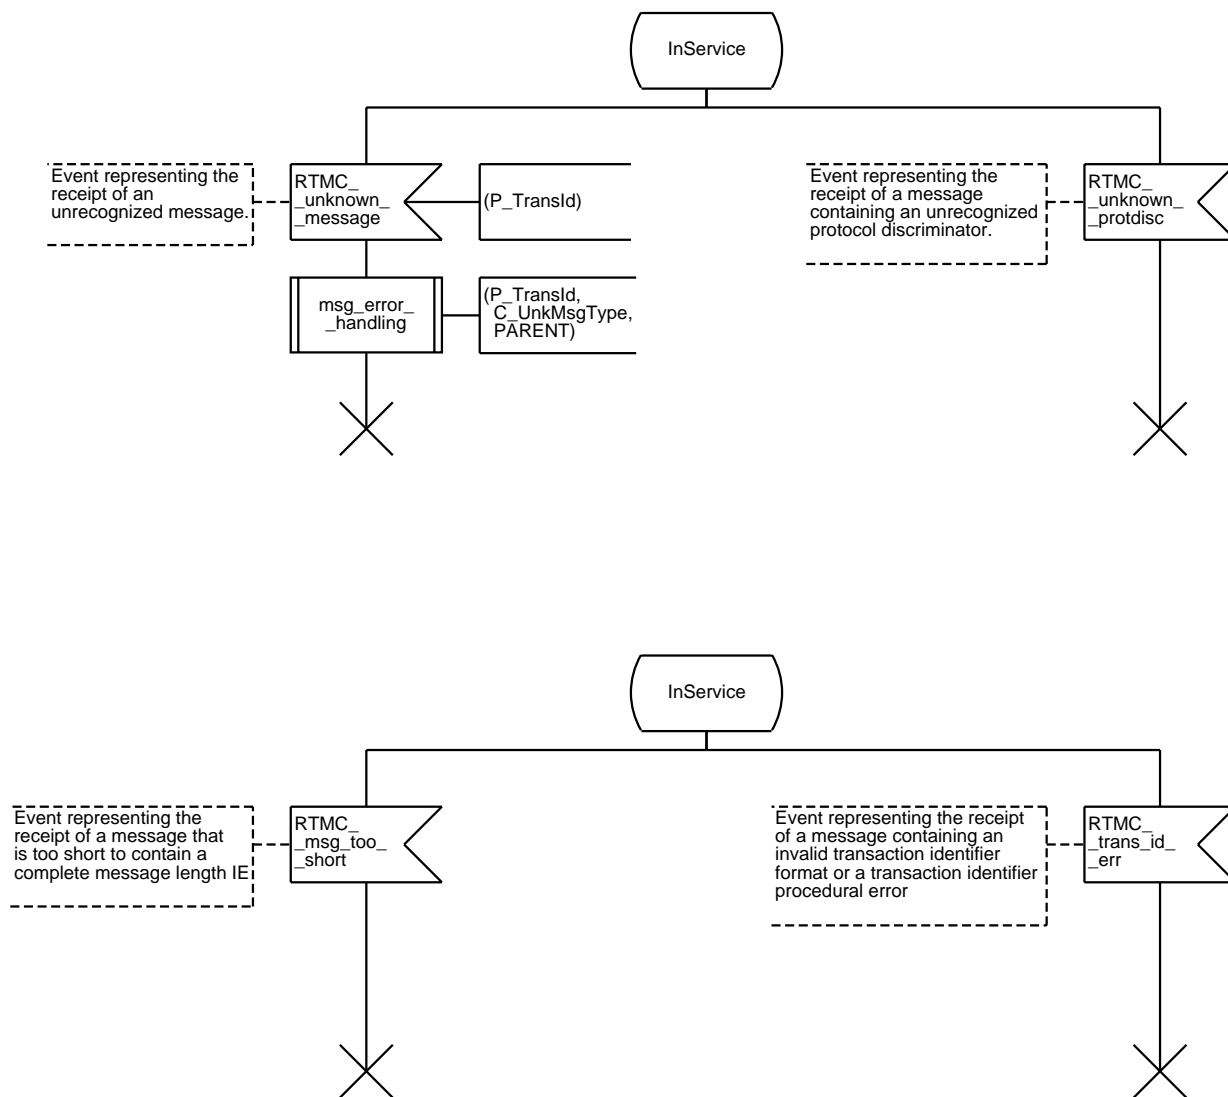 InService
Event representing the
receipt of an
unrecognized message.
RTMC_
_unknown_
_message
(P_TransId)
Event representing the
receipt of a message
containing an unrecognized
protocol discriminator.
RTMC_
_unknown_
_protdisc
msg_error_
_handling
(P_TransId,
C_UnkMsgType,
PARENT)
InService
Event representing the
receipt of a message that
is too short to contain a
complete message length IE
RTMC_
_msg_too_
_short
Event representing the receipt
of a message containing an
invalid transaction identifier
format or a transaction identifier
procedural error
RTMC_
_trans_id_
_err